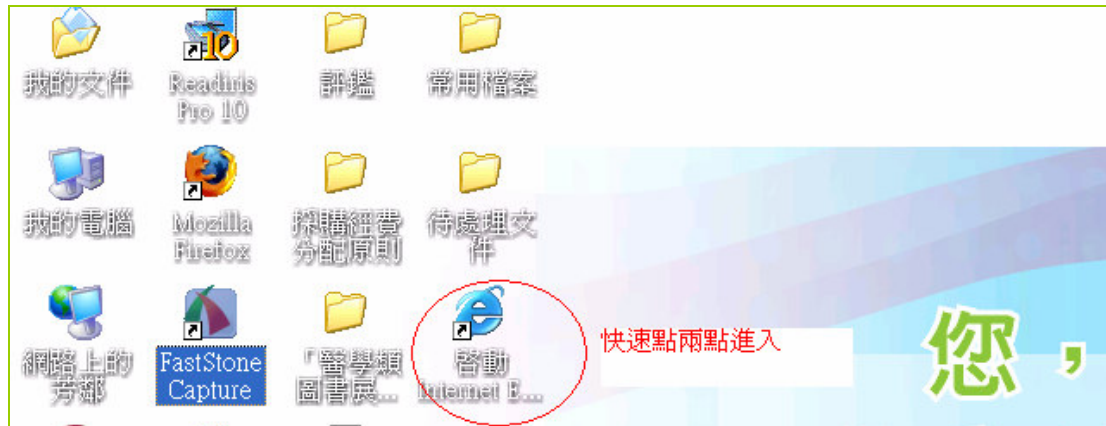 我的文件
Readiris
Pro 10
評鑑
常用檔案
我的電腦
Mozilla
Firefox
採購經費
分配原則
待處理文
件
網路上的
芳鄰
FastStone
Capture
「醫學類
圖書展...
啓動
Internet E...
快速點兩點進入
您，